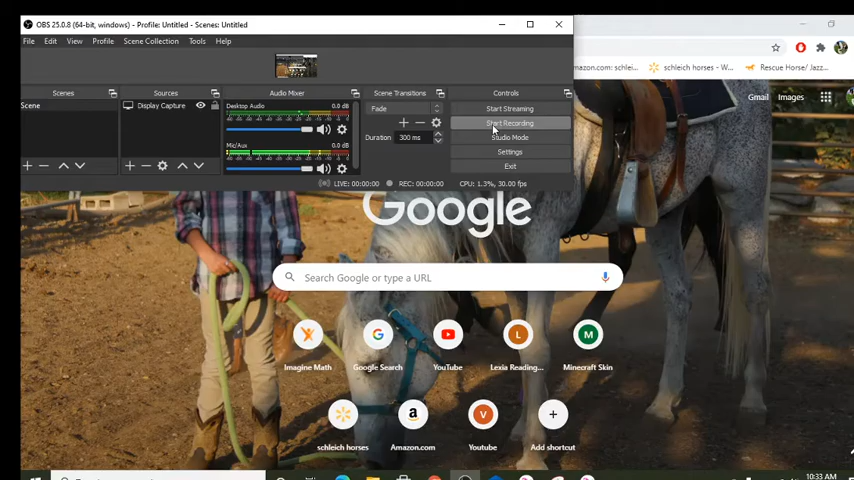 OBS 25.0.8 (64-bit, windows) - Profile: Untitled - Scenes: Untitled
File Edit View Profile Scene Collection Tools Help
Scenes Sources Audio Mixer Scene Transitions Controls
Scene
Display Capture
Desktop Audio 0.0 dB
Mic/Aux 0.0 dB
Fade
Duration 300 ms
Start Streaming
Start Recording
Studio Mode
Settings
Exit
LIVE: 00:00:00 REC: 00:00:00 CPU: 1.3%, 30.00 fps
mazon.com: schlei... schleich horses - W... Rescue Horse/ Jazz...
Gmail Images
Google
Search Google or type a URL
Imagine Math Google Search YouTube Lexia Reading... Minecraft Skin
schleich horses Amazon.com Youtube Add shortcut
10:33 AM